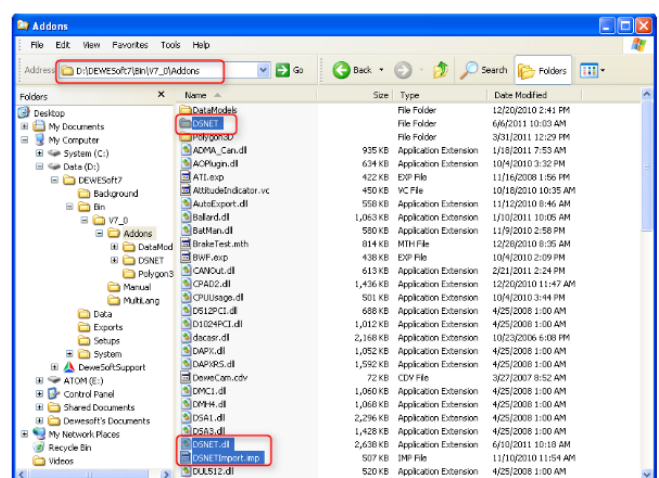 Addons
File Edit View Favorites Tools Help
Address D:\DEWESoft7\Bin\V7_0\Addons Go Back Search Folders
Folders
Desktop
My Documents
My Computer
System (C:)
Data (D:)
DEWESoft7
Background
Bin
V7_0
Addons
DataMod
DSNET
Polygon3
Manual
MultiLang
Data
Exports
Setups
System
DeweSoftSupport
ATOM (E:)
Control Panel
Shared Documents
Dewesoft's Documents
My Network Places
Recycle Bin
Videos
Name Size Type Date Modified
DataModels File Folder 12/20/2010 2:41 PM
DSNET File Folder 6/6/2011 10:03 AM
Polygon3D File Folder 3/31/2011 12:29 PM
ADMA_Can.dll 935 KB Application Extension 1/18/2011 7:53 AM
AOPlugin.dll 634 KB Application Extension 10/4/2010 3:32 PM
ATI.exp 422 KB EXP File 11/16/2008 1:56 PM
AttitudeIndicator.vc 450 KB VC File 10/18/2010 10:35 AM
AutoExport.dll 558 KB Application Extension 11/12/2010 8:46 AM
Ballard.dll 1,063 KB Application Extension 1/10/2011 10:05 AM
BatMan.dll 580 KB Application Extension 11/9/2010 2:58 PM
BrakeTest.mth 814 KB MTH File 12/28/2010 8:35 AM
BWF.exp 438 KB EXP File 10/4/2010 2:09 PM
CANOut.dll 613 KB Application Extension 2/21/2011 2:24 PM
CPAD2.dll 1,436 KB Application Extension 12/20/2010 11:47 AM
CPUUsage.dll 501 KB Application Extension 10/4/2010 3:44 PM
D512PCI.dll 688 KB Application Extension 4/25/2008 1:00 AM
D1024PCI.dll 1,012 KB Application Extension 4/25/2008 1:00 AM
dacasr.dll 2,168 KB Application Extension 10/23/2006 6:08 PM
DAPX.dll 1,052 KB Application Extension 4/25/2008 1:00 AM
DAPXRS.dll 1,592 KB Application Extension 4/25/2008 1:00 AM
DeweCam.cdv 72 KB CDV File 3/27/2007 8:52 AM
DMC1.dll 1,060 KB Application Extension 4/25/2008 1:00 AM
DMH4.dll 1,068 KB Application Extension 4/25/2008 1:00 AM
DSA1.dll 2,296 KB Application Extension 4/25/2008 1:00 AM
DSA3.dll 1,428 KB Application Extension 4/25/2008 1:00 AM
DSNET.dll 2,638 KB Application Extension 6/10/2011 10:18 AM
DSNETImport.imp 507 KB IMP File 11/10/2010 11:54 AM
DUL512.dll 520 KB Application Extension 4/25/2008 1:00 AM